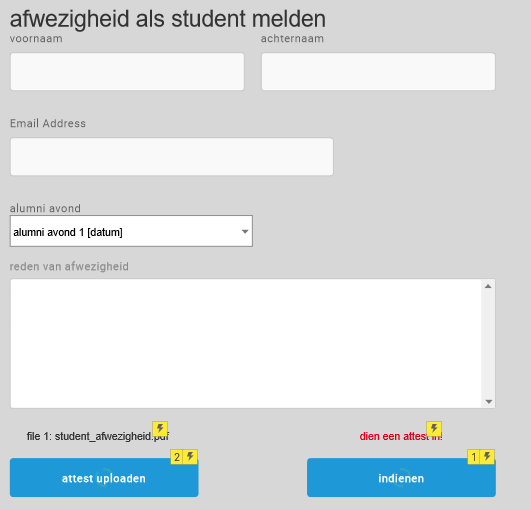 afwezigheid als student melden
voornaam achternaam
Email Address
alumni avond
alumni avond 1 [datum]
reden van afwezigheid
file 1: student_afwezigheid.pdf dien een attest in!
2 1
attest uploaden indienen